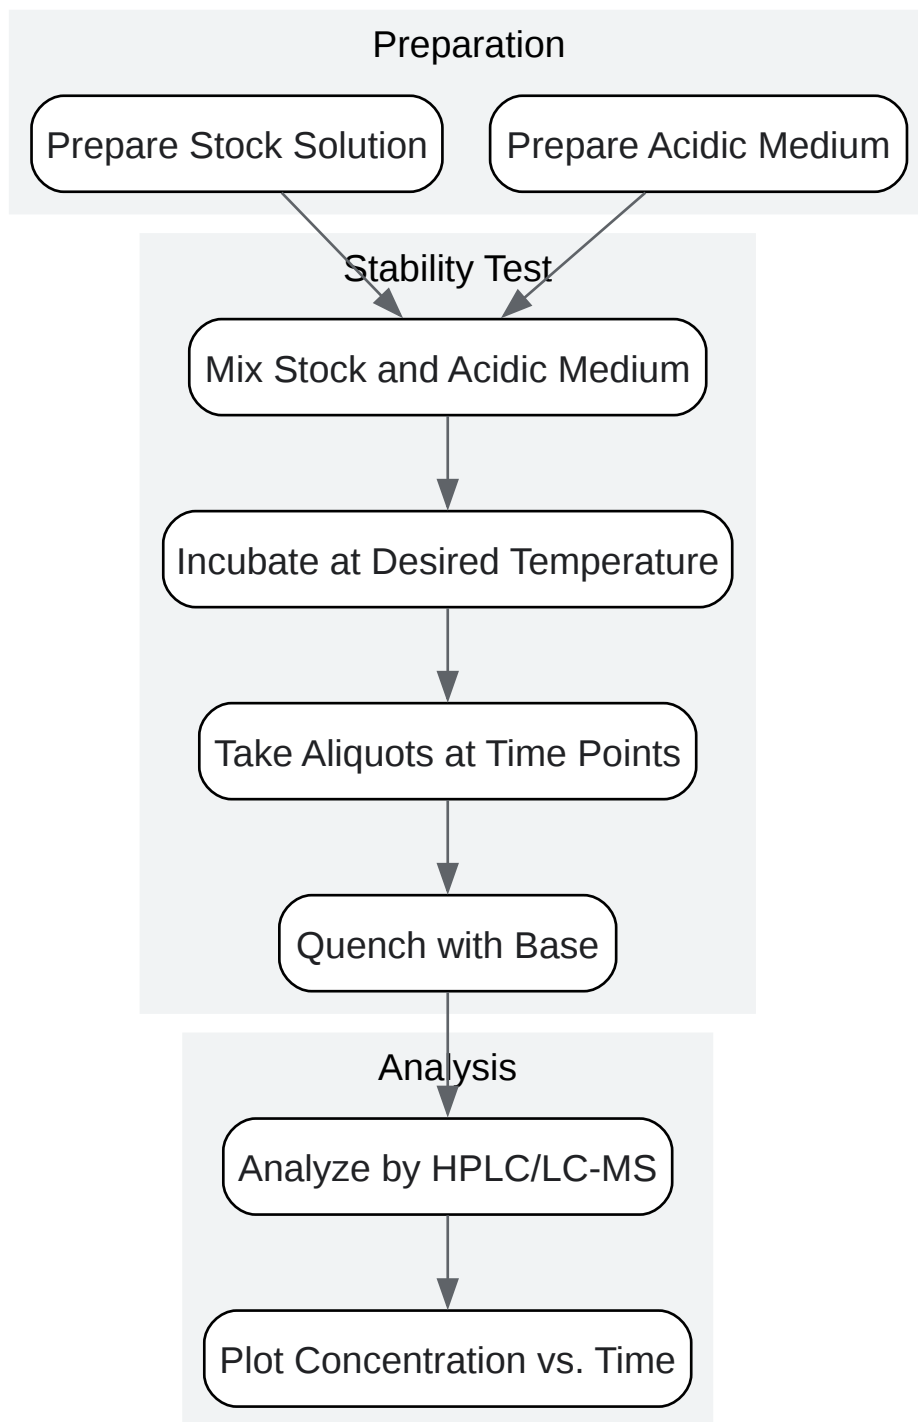 Preparation
Prepare Stock Solution
Prepare Acidic Medium
Stability Test
Mix Stock and Acidic Medium
Incubate at Desired Temperature
Take Aliquots at Time Points
Quench with Base
Analysis
Analyze by HPLC/LC-MS
Plot Concentration vs. Time